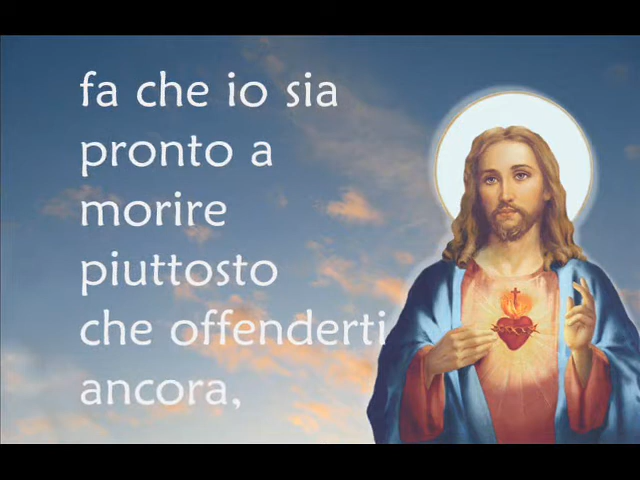 fa che io sia
pronto a
morire
piuttosto
che offenderti
ancora,